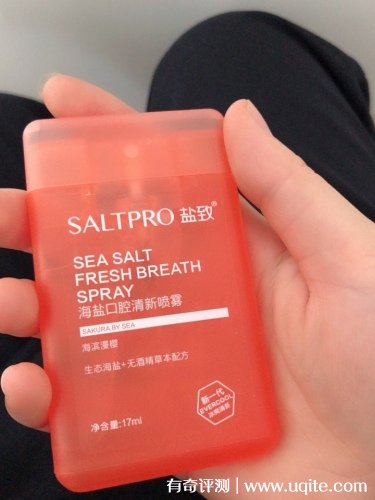 SALTPRO 盐致®
SEA SALT
FRESH BREATH
SPRAY
海盐口腔清新喷雾
SAKURA BY SEA
海滨漫樱
生态海盐+无酒精草本配方
新一代
EVERCOOL
净含量:17ml
有奇评测 | www.uqite.com